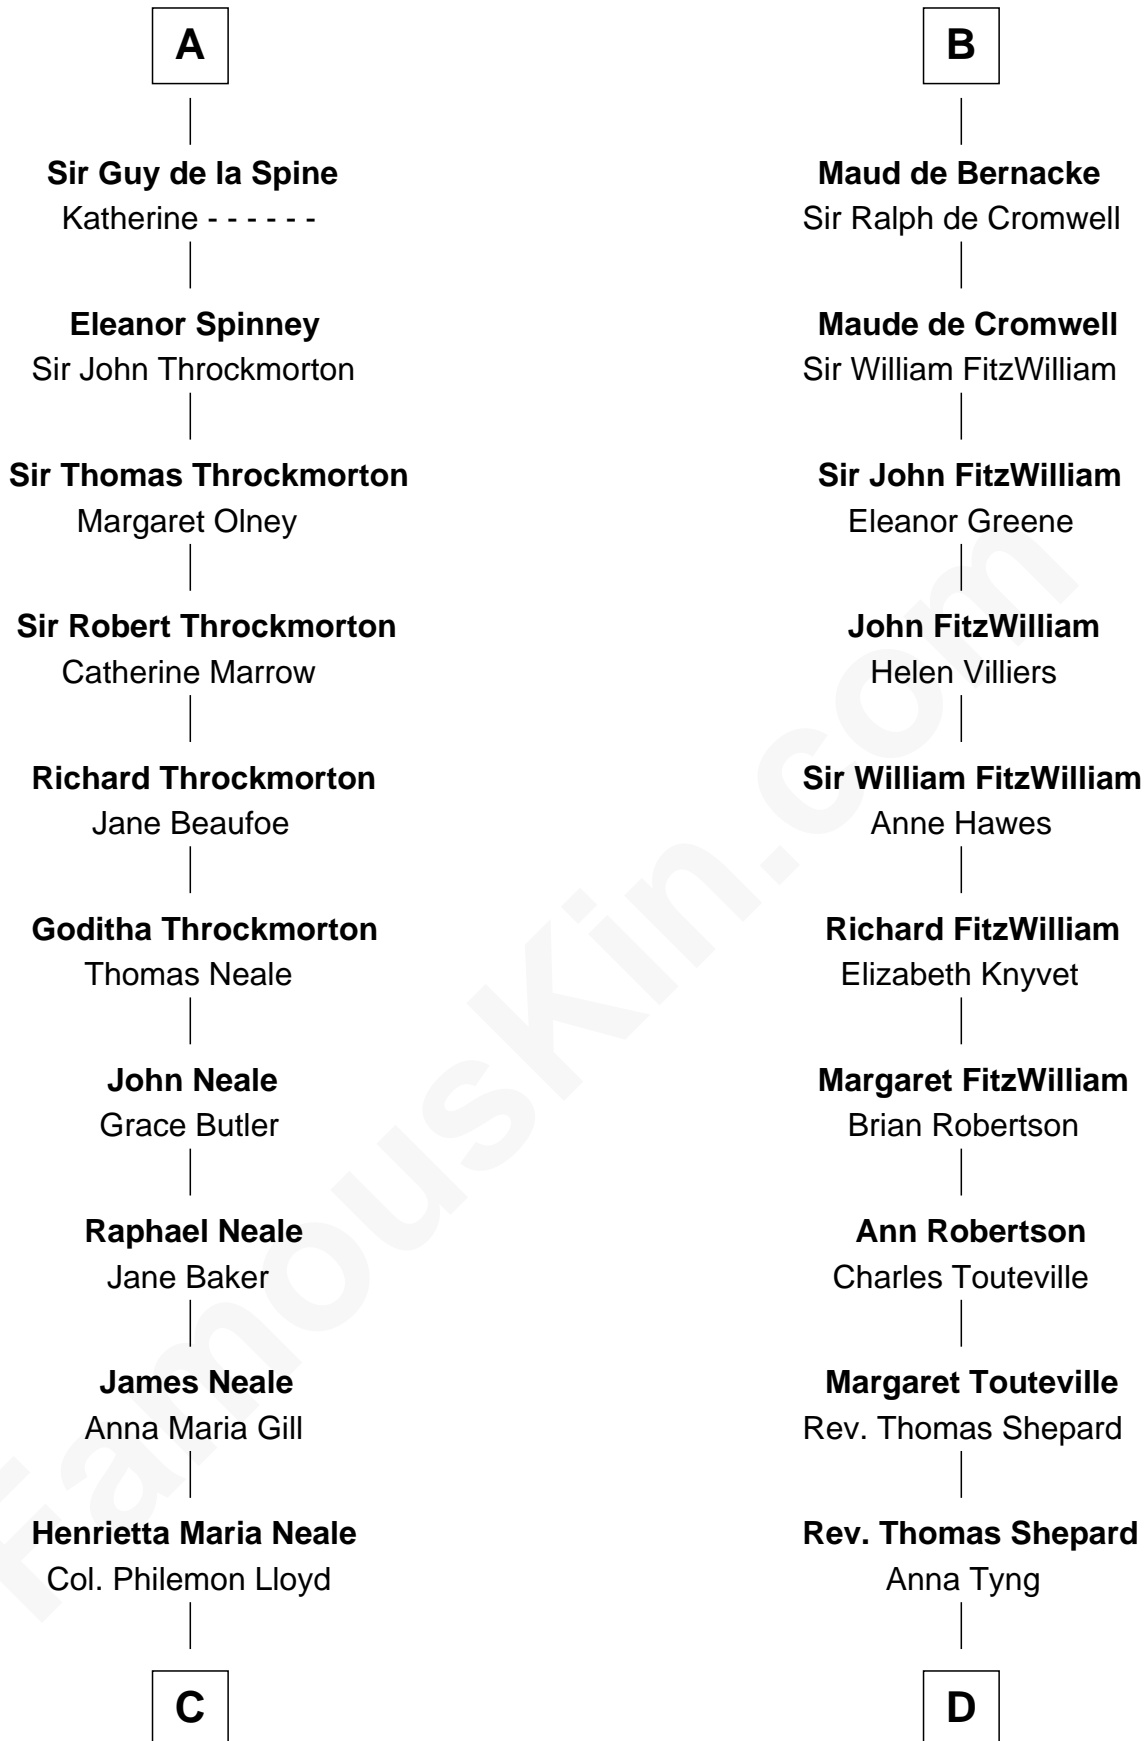 A
Sir Guy de la Spine
Katherine - - - - - -
Eleanor Spinney
Sir John Throckmorton
Sir Thomas Throckmorton
Margaret Olney
Sir Robert Throckmorton
Catherine Marrow
Richard Throckmorton
Jane Beaufoe
Goditha Throckmorton
Thomas Neale
John Neale
Grace Butler
Raphael Neale
Jane Baker
James Neale
Anna Maria Gill
Henrietta Maria Neale
Col. Philemon Lloyd
C
B
Maud de Bernacke
Sir Ralph de Cromwell
Maude de Cromwell
Sir William FitzWilliam
Sir John FitzWilliam
Eleanor Greene
John FitzWilliam
Helen Villiers
Sir William FitzWilliam
Anne Hawes
Richard FitzWilliam
Elizabeth Knyvet
Margaret FitzWilliam
Brian Robertson
Ann Robertson
Charles Touteville
Margaret Touteville
Rev. Thomas Shepard
Rev. Thomas Shepard
Anna Tyng
D
FamousKin.com